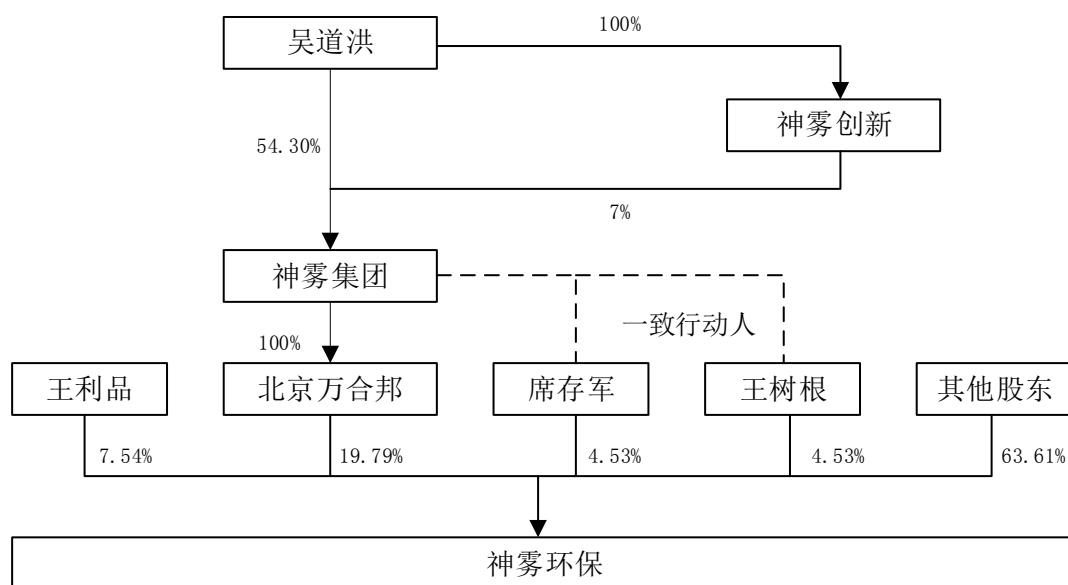 吴道洪
100%
神雾创新
54.30%
7%
神雾集团
一致行动人
100%
王利品
北京万合邦
席存军
王树根
其他股东
7.54%
19.79%
4.53%
4.53%
63.61%
神雾环保